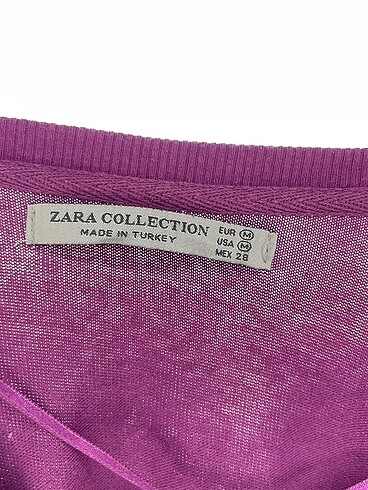 ZARA COLLECTION
MADE IN TURKEY
EUR M
USA M
MEX 28